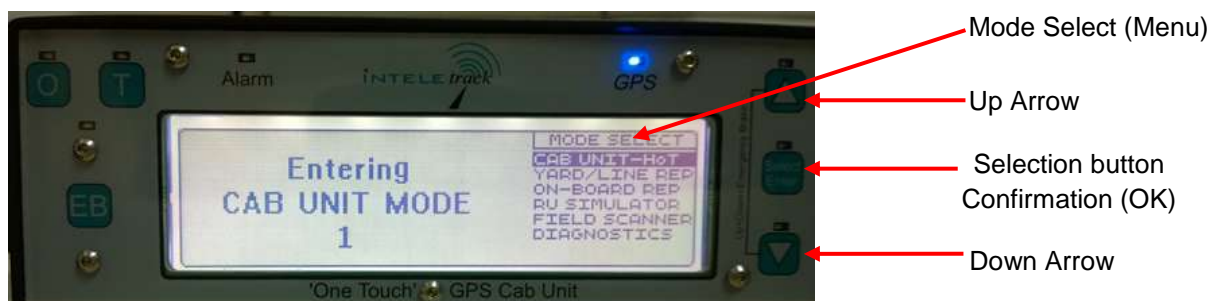 Mode Select (Menu)
O
T
Alarm
INTELEtrack
GPS
Up Arrow
MODE SELECT
CAB UNIT-HoT
YARD/LINE REP
ON-BOARD REP
RU SIMULATOR
FIELD SCANNER
DIAGNOSTICS
Entering
CAB UNIT MODE
1
EB
Selection button
Confirmation (OK)
Down Arrow
'One Touch' GPS Cab Unit